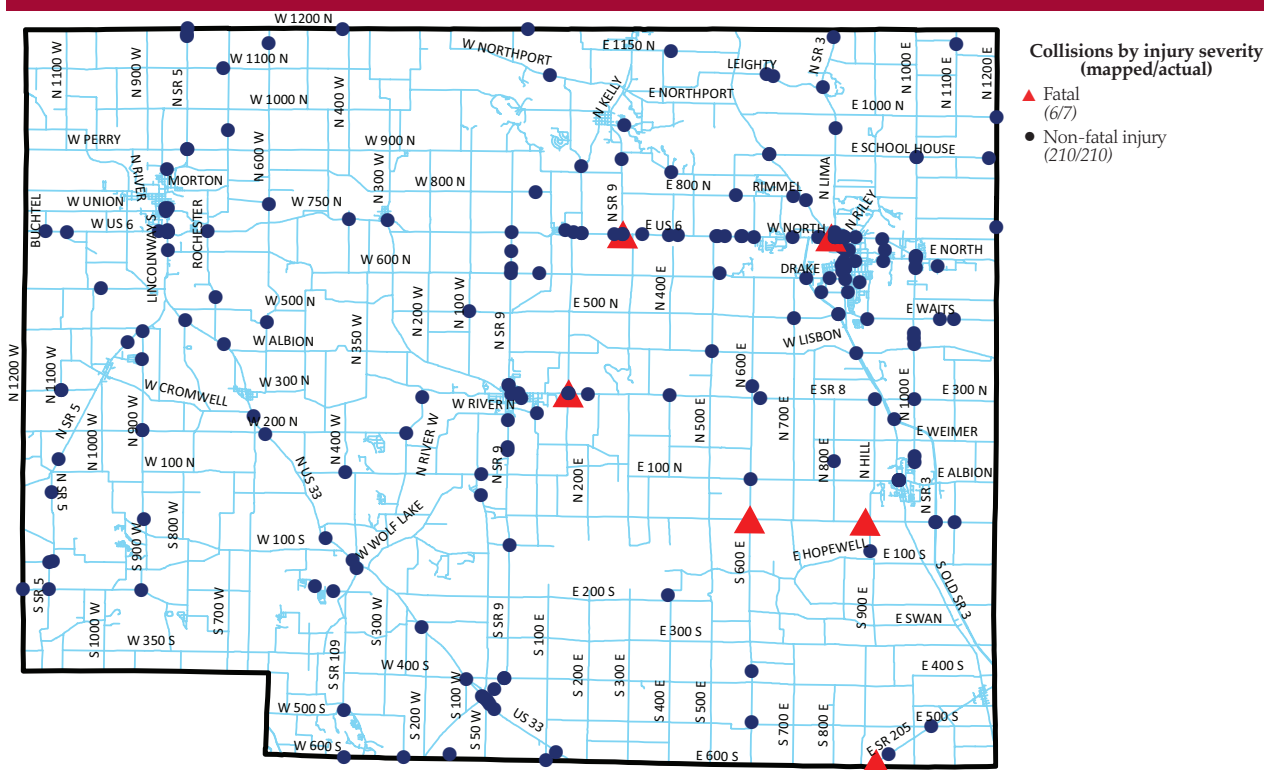 W 1200 N
Collisions by injury severity
(mapped/actual)
Fatal
(6/7)
Non-fatal injury
(210/210)
W NORTHPORT
E 1150 N
LEIGHTY
N SR 3
N 1100 W
N 900 W
N SR 5
W 1100 N
N 400 W
N 1000 E
N 1100 E
N 1200 E
W 1000 N
N KELLY
E NORTHPORT
E 1000 N
W PERRY
N RIVER
N 600 W
W 900 N
N 300 W
E SCHOOL HOUSE
MORTON
W 800 N
E 800 N
RIMMEL
N LIMA
W UNION
W 750 N
N SR 9
N RILEY
BUCHTEL
W US 6
LINCOLNWAY S
ROCHESTER
E US 6
W NORTH
E NORTH
W 600 N
DRAKE
N 400 E
W 500 N
N 200 W
N 100 W
E 500 N
E WAITS
N 350 W
N SR 9
W ALBION
W LISBON
N 1200 W
N 1100 W
W CROMWELL
W 300 N
N 600 E
E SR 8
E 300 N
N SR 5
N 1000 W
N 900 W
W 200 N
N 400 W
W RIVER N
N RIVER W
N 500 E
N 700 E
N 1000 E
E WEIMER
W 100 N
N US 33
N SR 9
N 200 E
E 100 N
N 800 E
N HILL
N SR 3
E ALBION
N SR 5
S 800 W
S 900 W
W 100 S
W WOLF LAKE
S 600 E
E HOPEWELL
E 100 S
S SR 5
S 1000 W
S 700 W
S 300 W
S SR 9
S 100 E
E 200 S
S 900 E
S OLD SR 3
E SWAN
W 350 S
S SR 109
E 300 S
W 400 S
S 200 E
S 300 E
E 400 S
W 500 S
S 200 W
S 100 W
S 50 W
US 33
S 400 E
S 500 E
S 700 E
S 800 E
E 500 S
W 600 S
E 600 S
E SR 205